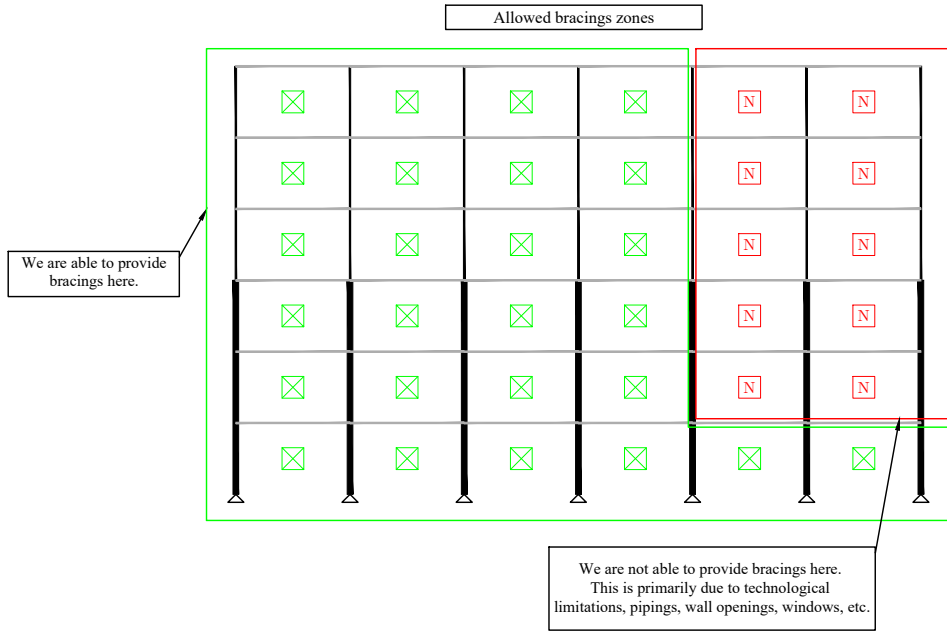 Allowed bracings zones
N N
N N
N N
We are able to provide
bracings here.
N N
N N
We are not able to provide bracings here.
This is primarily due to technological
limitations, pipings, wall openings, windows, etc.